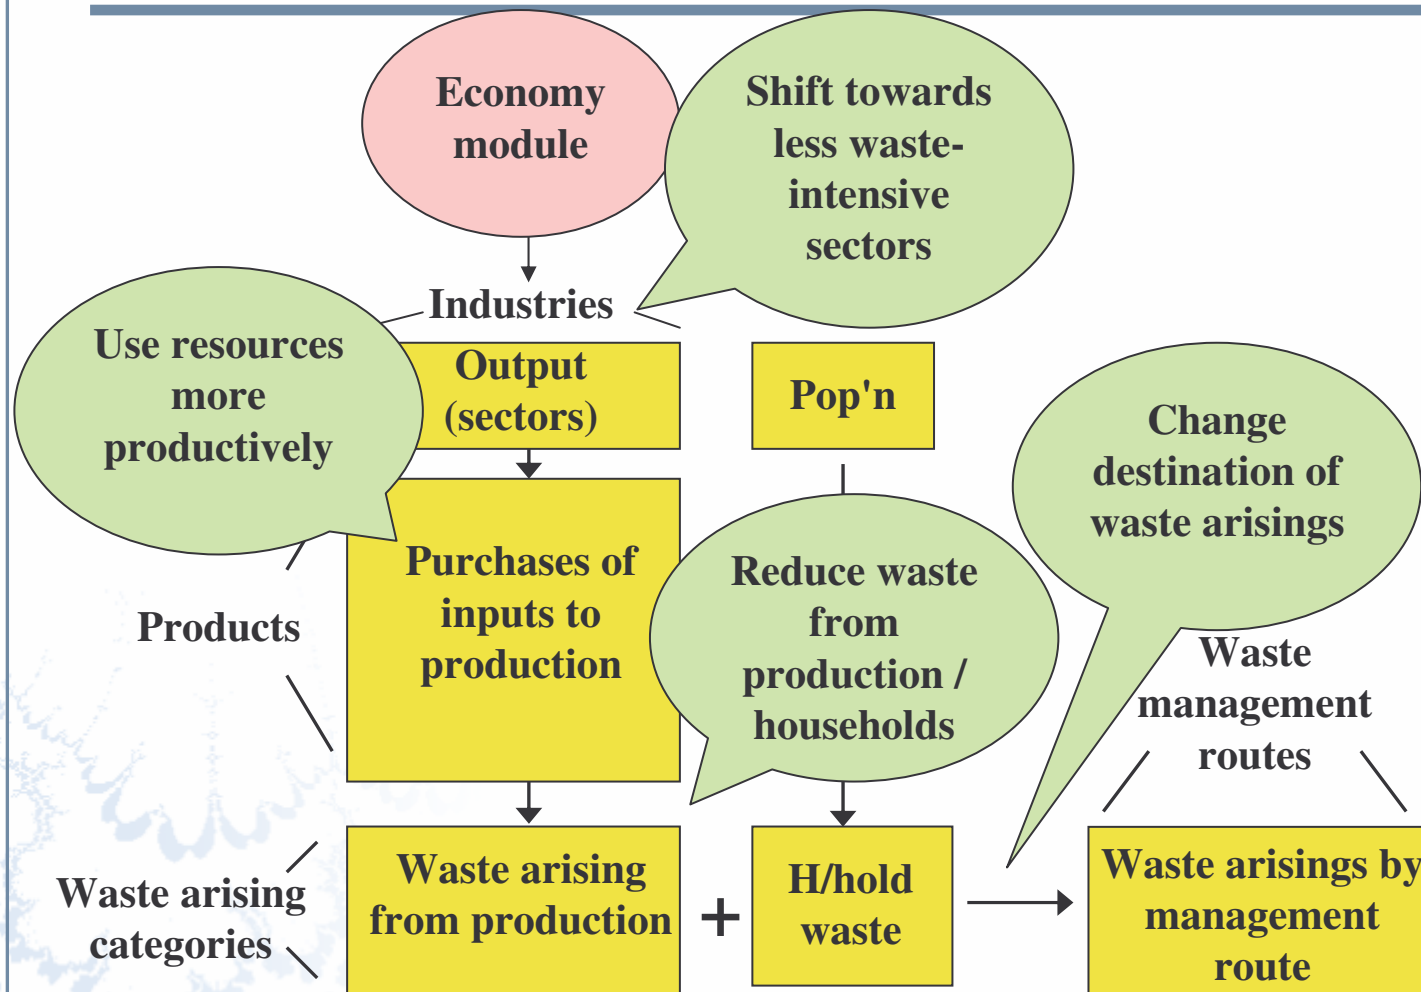 Economy
module
Shift towards
less waste-
intensive
sectors
Industries
Use resources
more
productively
Output
(sectors)
Pop'n
Change
destination of
waste arisings
Purchases of
inputs to
production
Reduce waste
from
production /
households
Products
Waste
management
routes
Waste arising
categories
Waste arising
from production
+
H/hold
waste
Waste arisings by
management
route